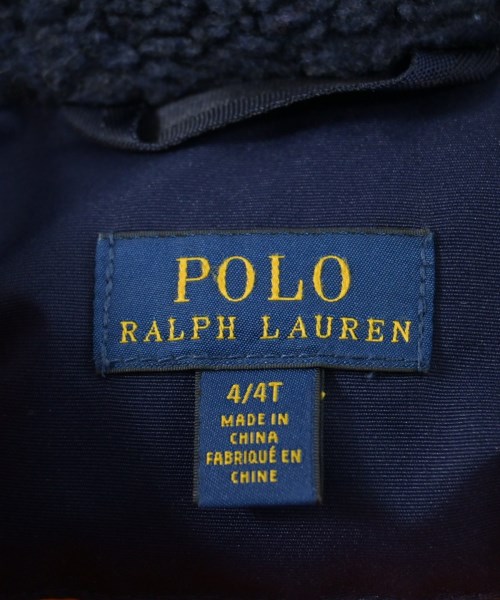 POLO
RALPH LAUREN
4/4T
MADE IN
CHINA
FABRIQUÉ EN
CHINE